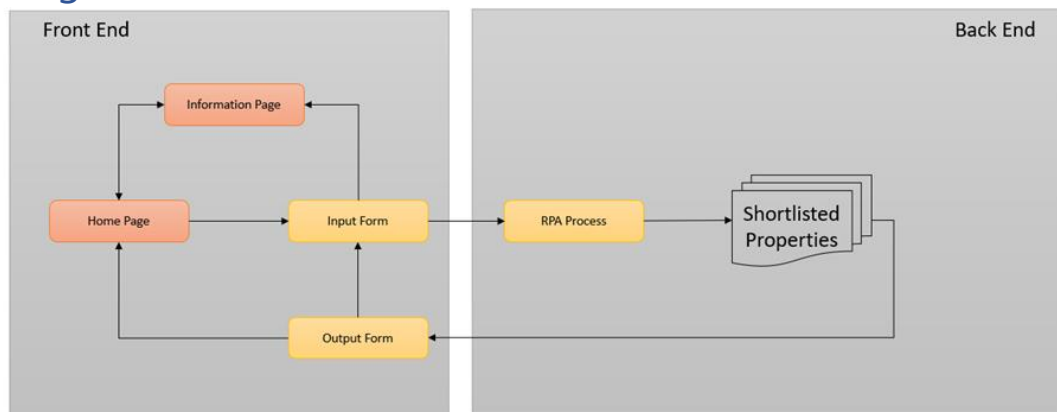 Front End
Back End
Information Page
Home Page
Input Form
RPA Process
Shortlisted
Properties
Output Form